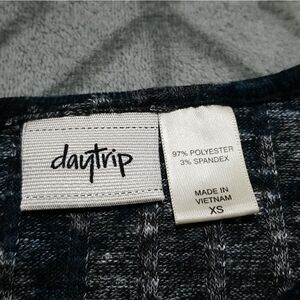 daytrip
97% POLYESTER
3% SPANDEX
MADE IN
VIETNAM
XS